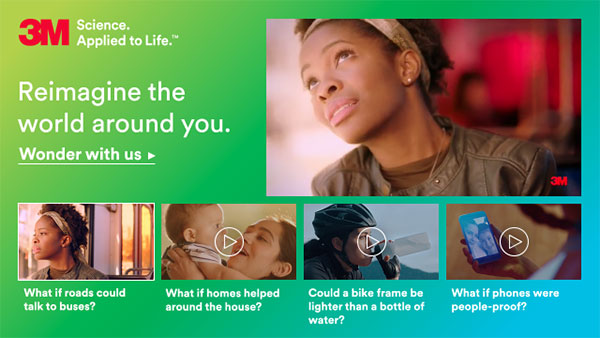 3M Science.
Applied to Life.™
Reimagine the
world around you.
Wonder with us ▸
3M
What if roads could
talk to buses?
What if homes helped
around the house?
Could a bike frame be
lighter than a bottle of
water?
What if phones were
people-proof?